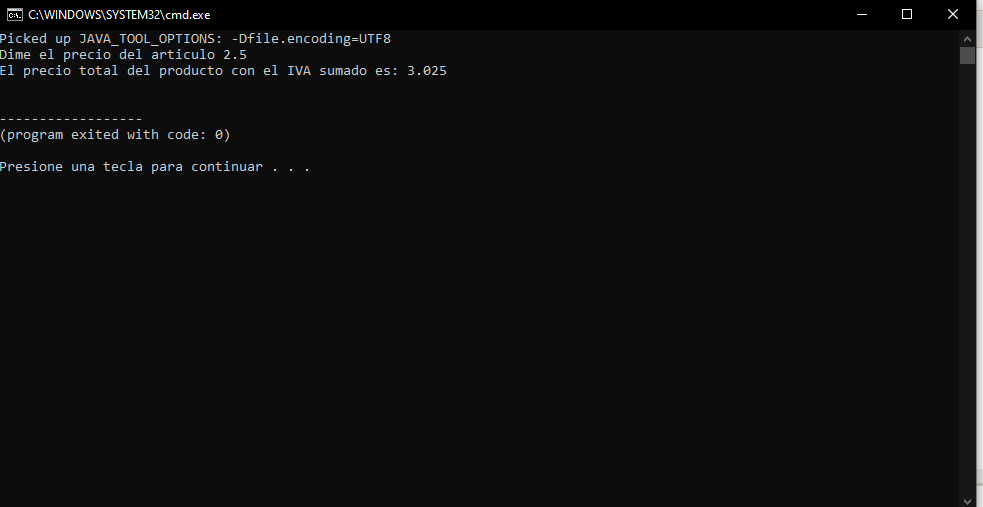 C:\WINDOWS\SYSTEM32\cmd.exe
Picked up JAVA_TOOL_OPTIONS: -Dfile.encoding=UTF8
Dime el precio del articulo 2.5
El precio total del producto con el IVA sumado es: 3.025
------------------
(program exited with code: 0)
Presione una tecla para continuar . . .